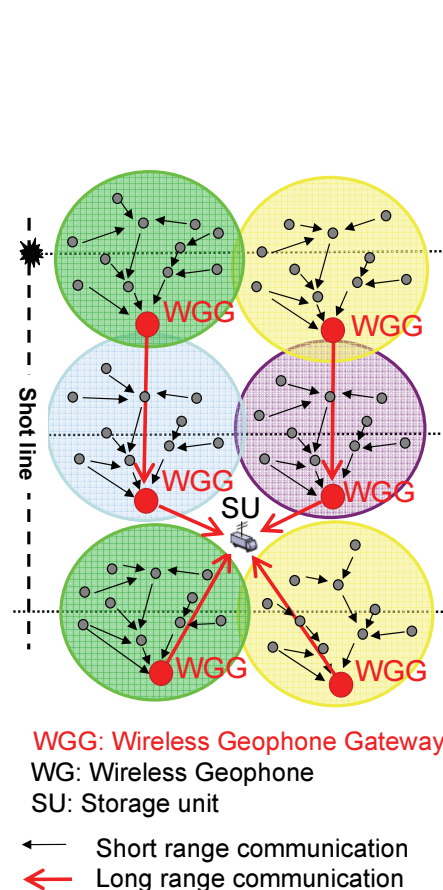 WGG
WGG
Shot line
WGG
WGG
SU
WGG
WGG
WGG: Wireless Geophone Gateway
WG: Wireless Geophone
SU: Storage unit
Short range communication
Long range communication